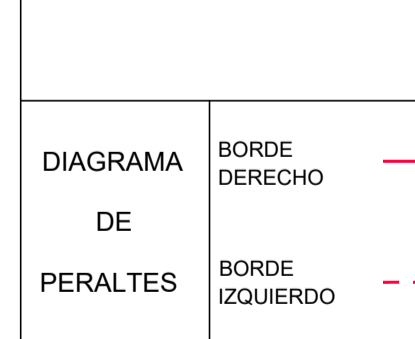 DIAGRAMA
DE
PERALTES
BORDE
DERECHO
BORDE
IZQUIERDO